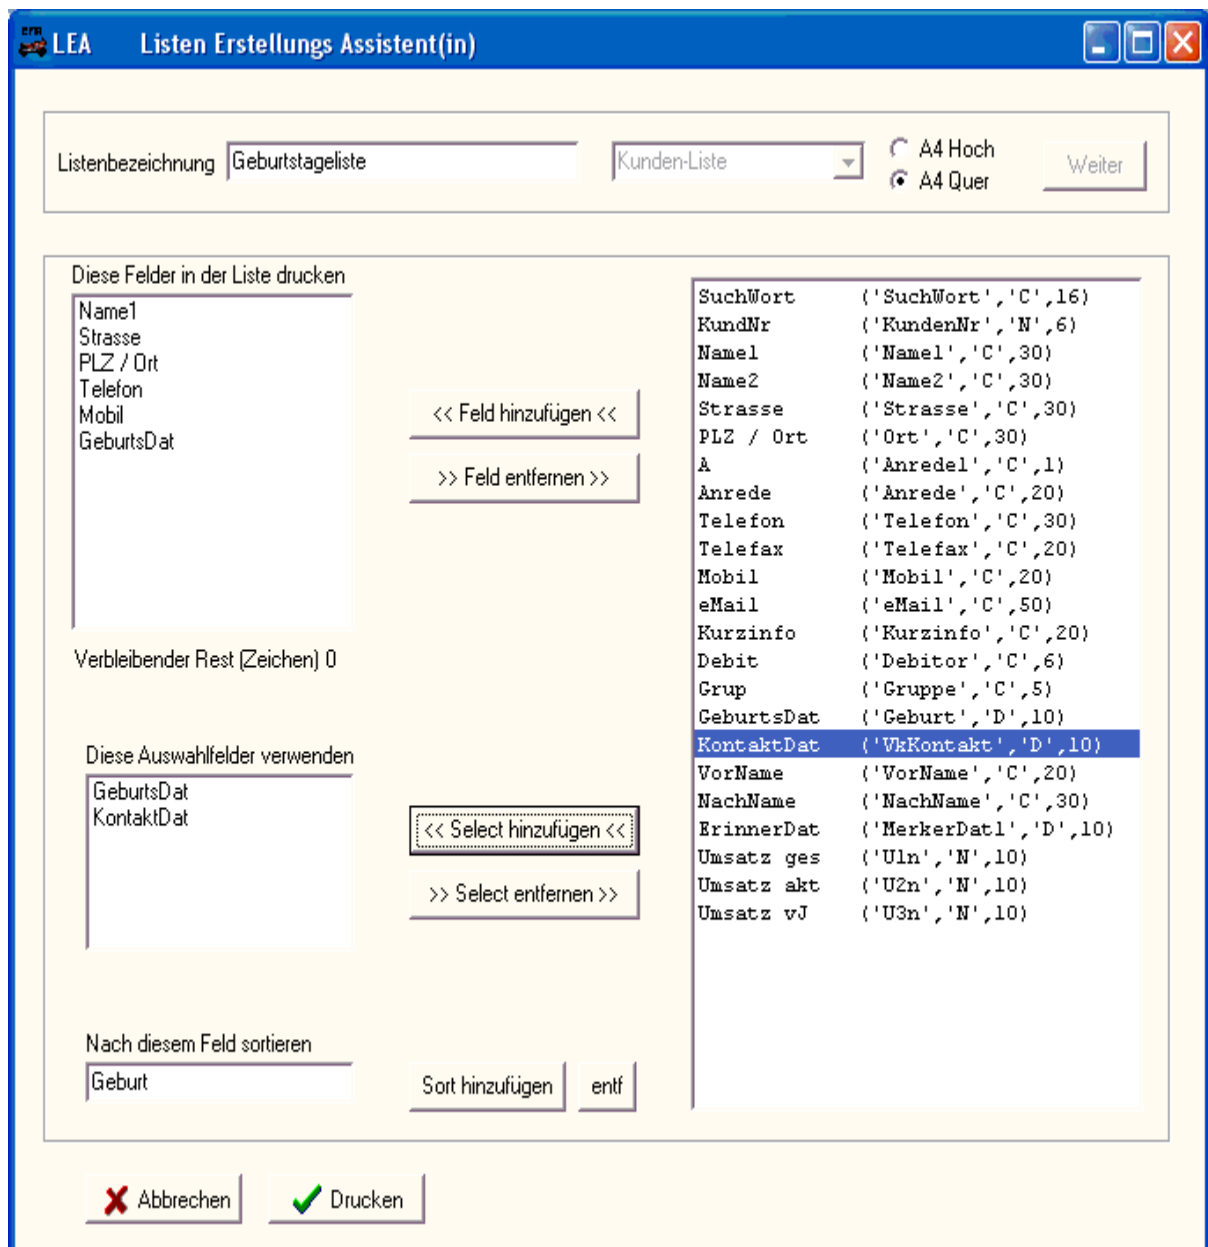 LEA Listen Erstellungs Assistent(in)
Listenbezeichnung Geburtstageliste Kunden-Liste A4 Hoch
A4 Quer
Weiter
Diese Felder in der Liste drucken
Name1
Strasse
PLZ / Ort
Telefon
Mobil
GeburtsDat
<< Feld hinzufügen <<
>> Feld entfernen >>
Verbleibender Rest (Zeichen) 0
Diese Auswahlfelder verwenden
GeburtsDat
KontaktDat
<< Select hinzufügen <<
>> Select entfernen >>
Nach diesem Feld sortieren
Geburt
Sort hinzufügen entf
SuchWort ('SuchWort','C',16)
KundNr ('KundenNr','N',6)
Name1 ('Name1','C',30)
Name2 ('Name2','C',30)
Strasse ('Strasse','C',30)
PLZ / Ort ('Ort','C',30)
A ('Anrede1','C',1)
Anrede ('Anrede','C',20)
Telefon ('Telefon','C',30)
Telefax ('Telefax','C',20)
Mobil ('Mobil','C',20)
eMail ('eMail','C',50)
Kurzinfo ('Kurzinfo','C',20)
Debit ('Debitor','C',6)
Grup ('Gruppe','C',5)
GeburtsDat ('Geburt','D',10)
KontaktDat ('VkKontakt','D',10)
VorName ('VorName','C',20)
NachName ('NachName','C',30)
ErinnerDat ('MerkerDat1','D',10)
Umsatz ges ('U1n','N',10)
Umsatz akt ('U2n','N',10)
Umsatz vJ ('U3n','N',10)
Abbrechen Drucken